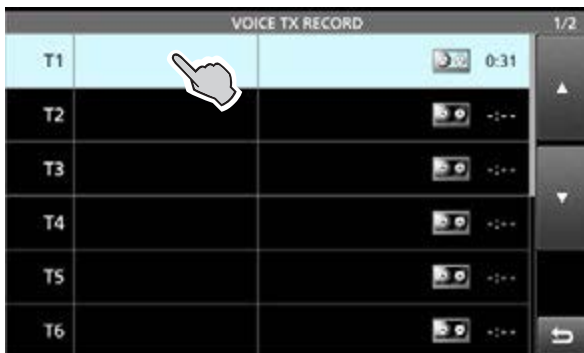 VOICE TX RECORD 1/2
T1 0:31
T2 -:--
T3 -:--
T4 -:--
T5 -:--
T6 -:--